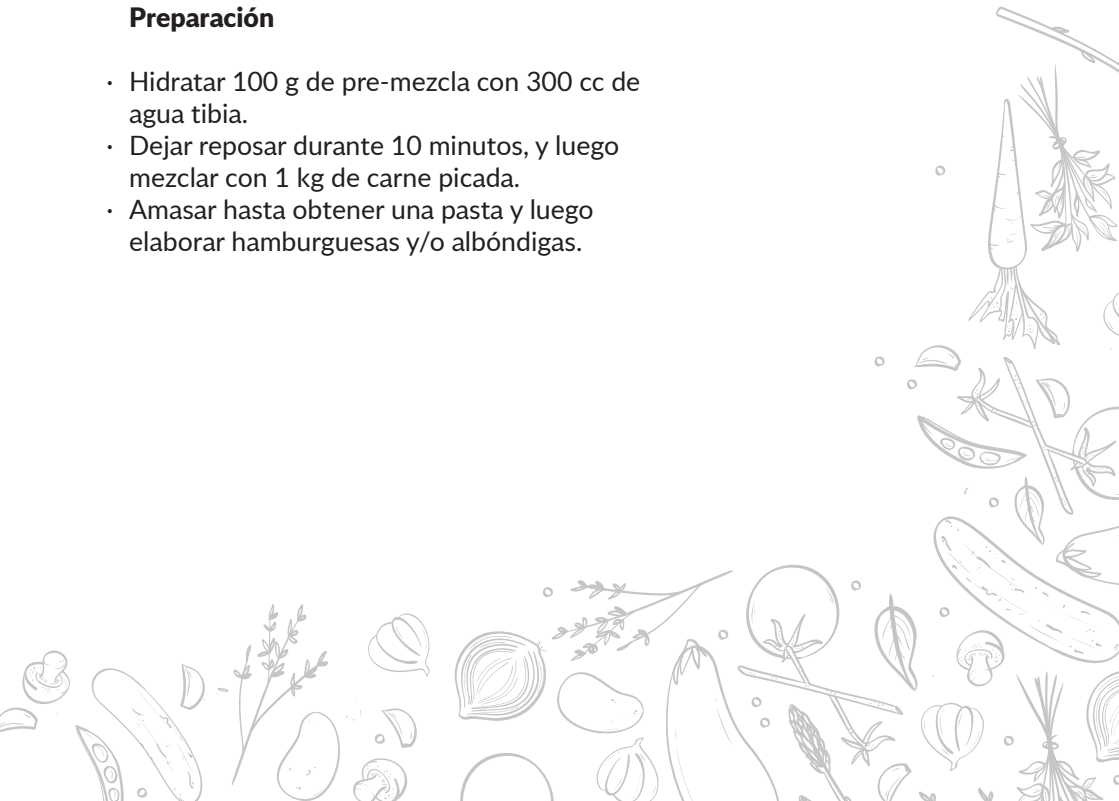 Preparación
· Hidratar 100 g de pre-mezcla con 300 cc de
agua tibia.
· Dejar reposar durante 10 minutos, y luego
mezclar con 1 kg de carne picada.
· Amasar hasta obtener una pasta y luego
elaborar hamburguesas y/o albóndigas.